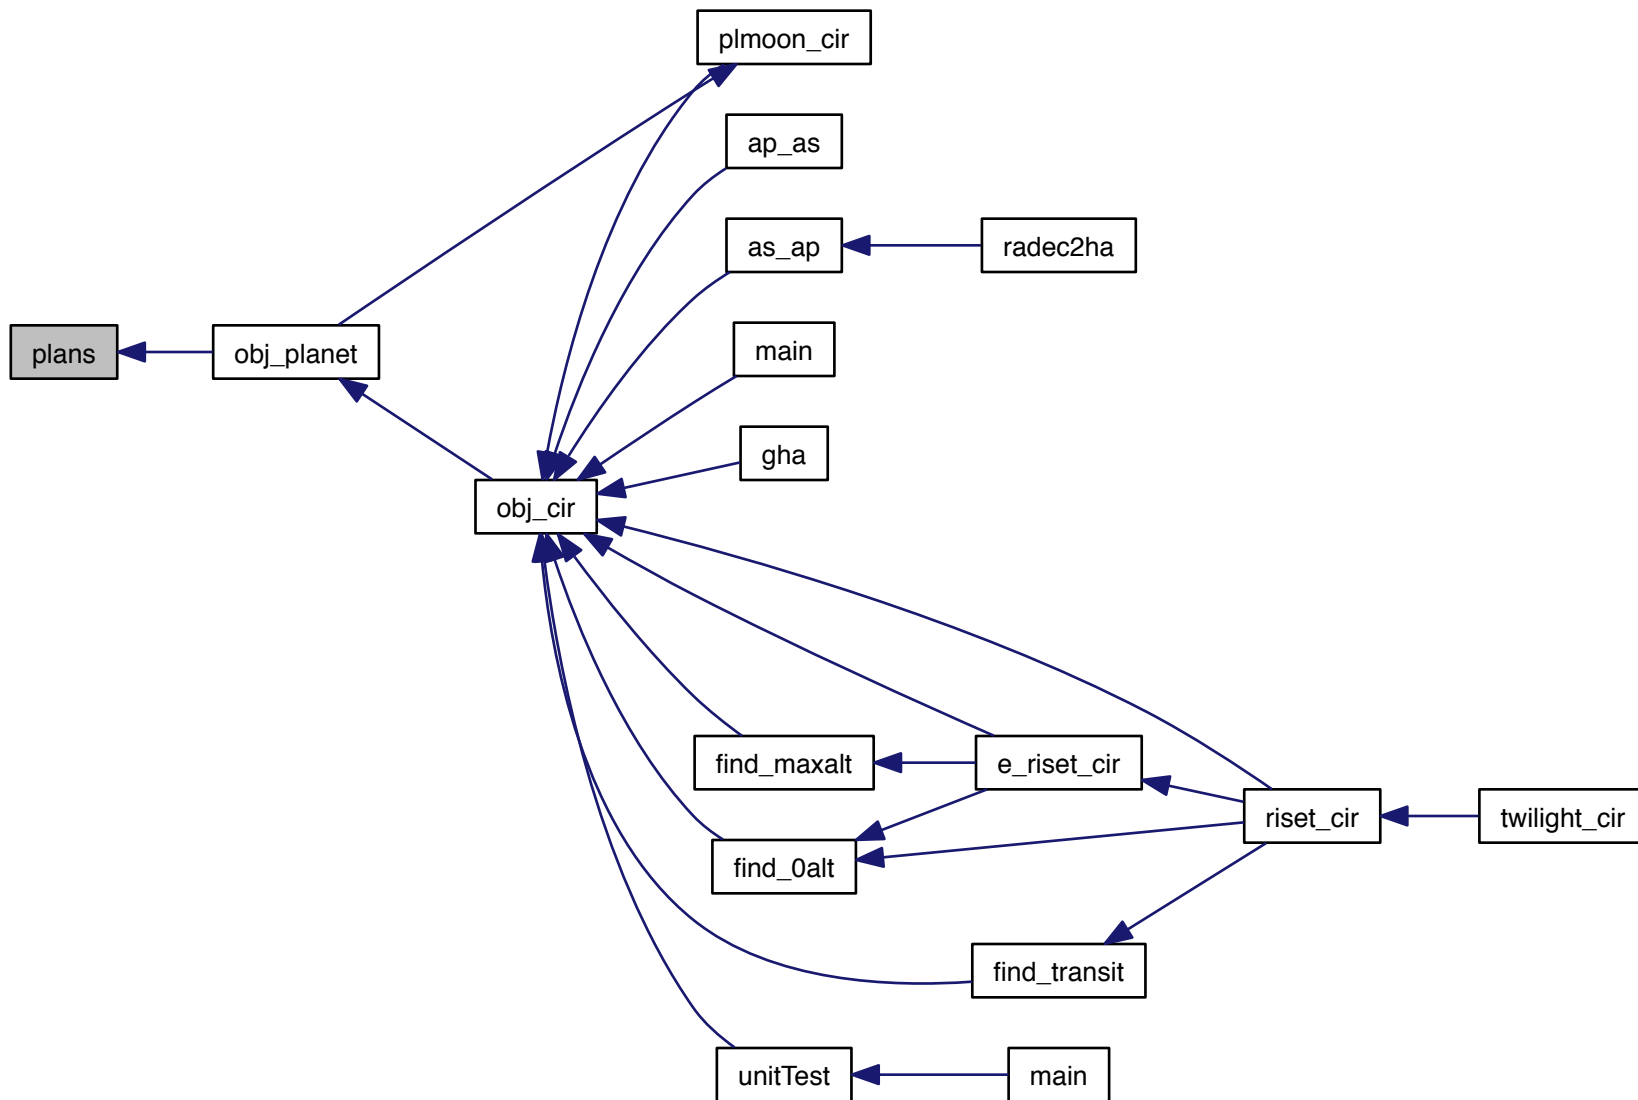 plmoon_cir
ap_as
as_ap
radec2ha
main
plans
obj_planet
gha
obj_cir
find_maxalt
e_riset_cir
riset_cir
twilight_cir
find_0alt
find_transit
unitTest
main